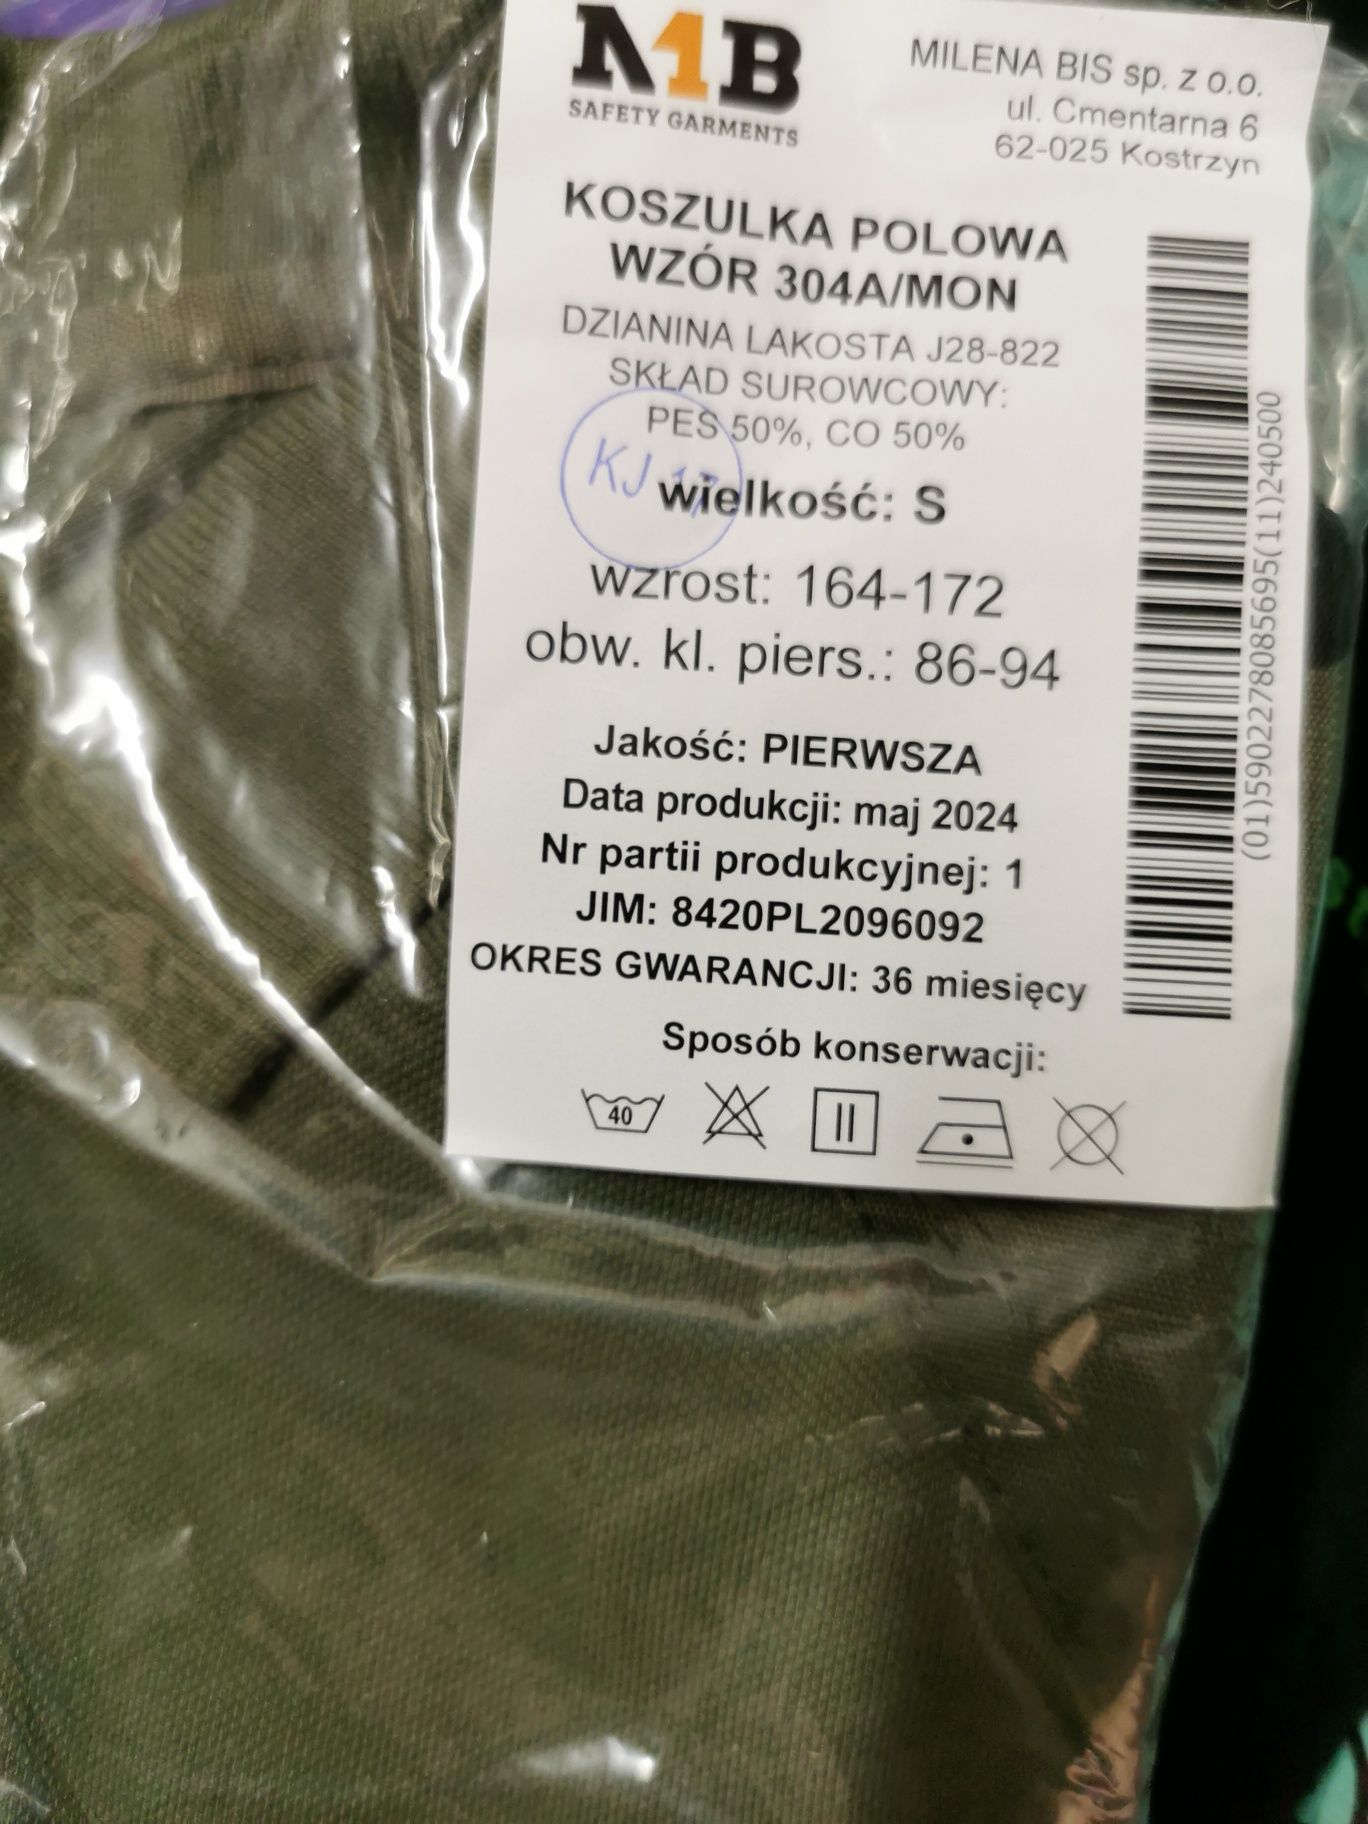 M1B
SAFETY GARMENTS
MILENA BIS sp. z o.o.
ul. Cmentarna 6
62-025 Kostrzyn
KOSZULKA POLOWA
WZÓR 304A/MON
DZIANINA LAKOSTA J28-822
SKŁAD SUROWCOWY:
PES 50%, CO 50%
KJ 17
wielkość: S
wzrost: 164-172
obw. kl. piers.: 86-94
Jakość: PIERWSZA
Data produkcji: maj 2024
Nr partii produkcyjnej: 1
JIM: 8420PL2096092
OKRES GWARANCJI: 36 miesięcy
Sposób konserwacji:
40
(01)5902278085695(11)240500